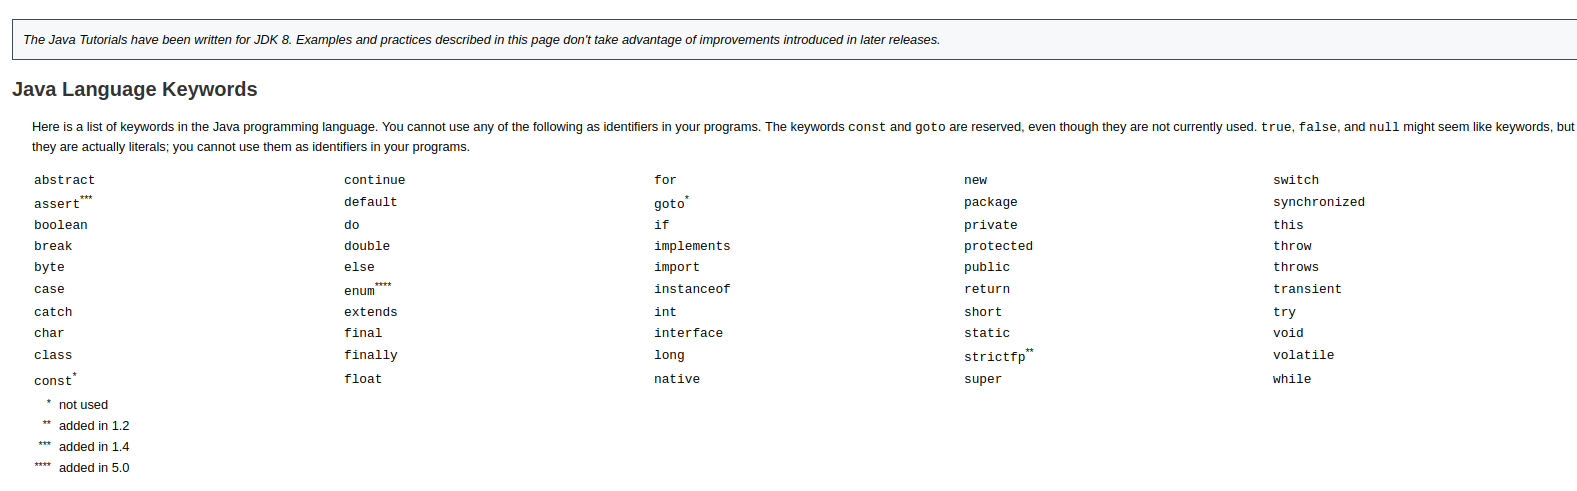 The Java Tutorials have been written for JDK 8. Examples and practices described in this page don't take advantage of improvements introduced in later releases.
Java Language Keywords
Here is a list of keywords in the Java programming language. You cannot use any of the following as identifiers in your programs. The keywords const and goto are reserved, even though they are not currently used. true, false, and null might seem like keywords, but
they are actually literals; you cannot use them as identifiers in your programs.
abstract continue for new switch
assert*** default goto* package synchronized
boolean do if private this
break double implements protected throw
byte else import public throws
case enum**** instanceof return transient
catch extends int short try
char final interface static void
class finally long strictfp** volatile
const* float native super while
* not used
** added in 1.2
*** added in 1.4
**** added in 5.0